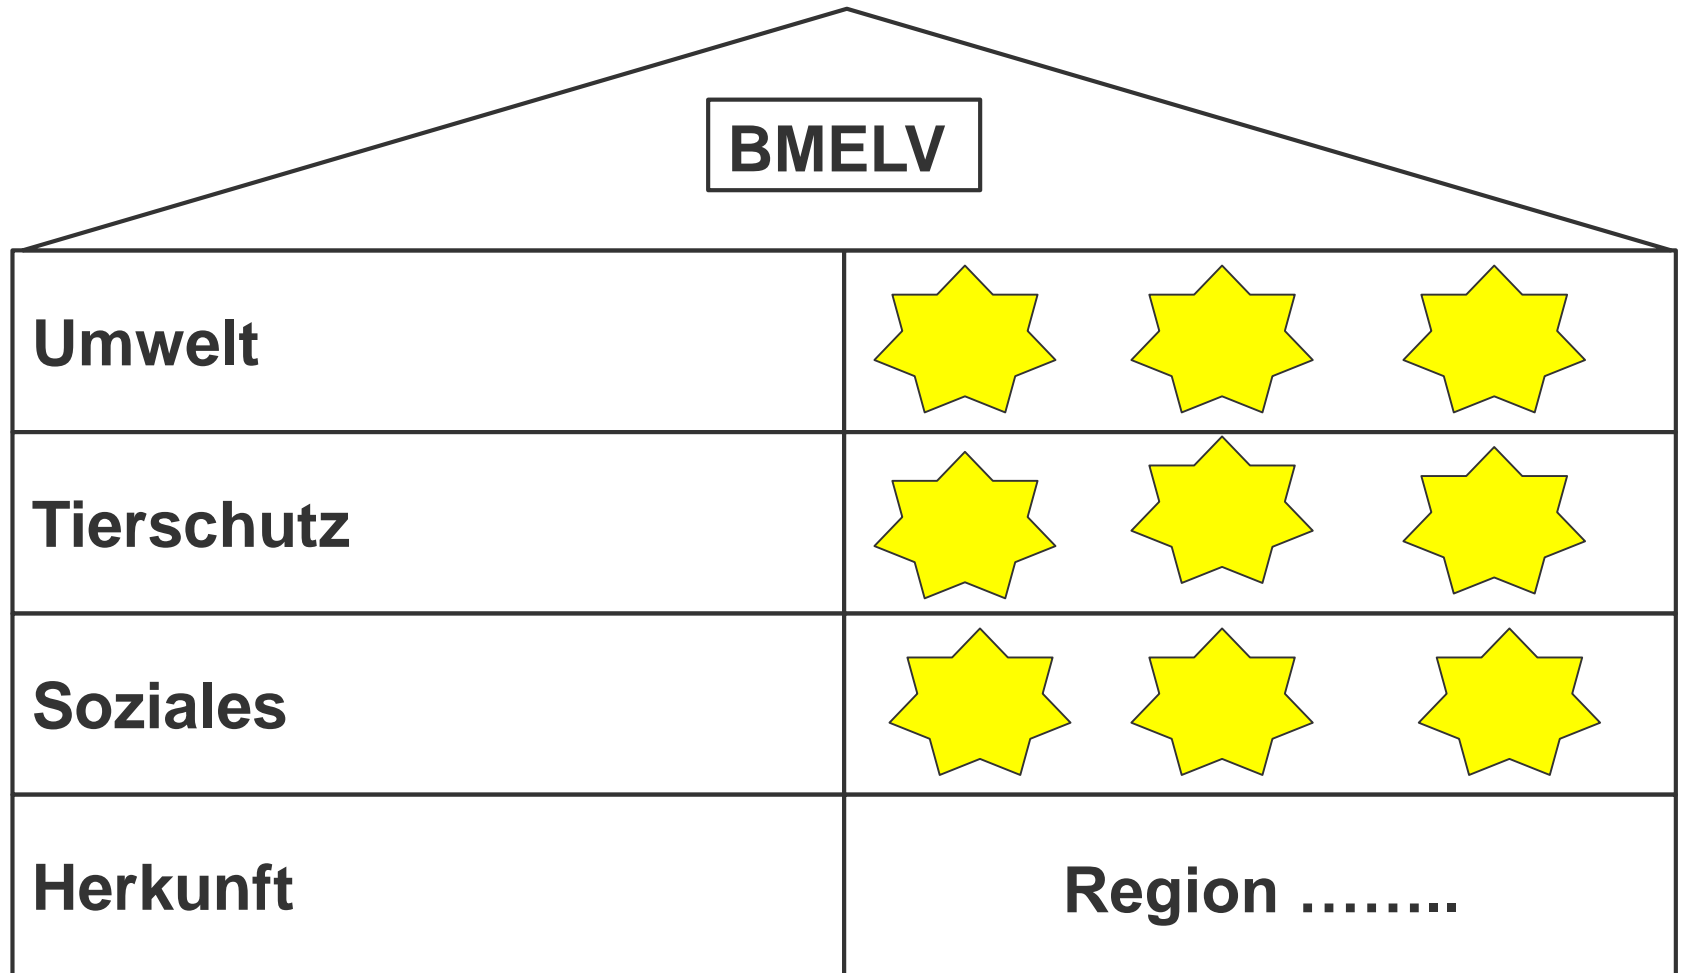 BMELV
Umwelt
Tierschutz
Soziales
Herkunft
Region ……..